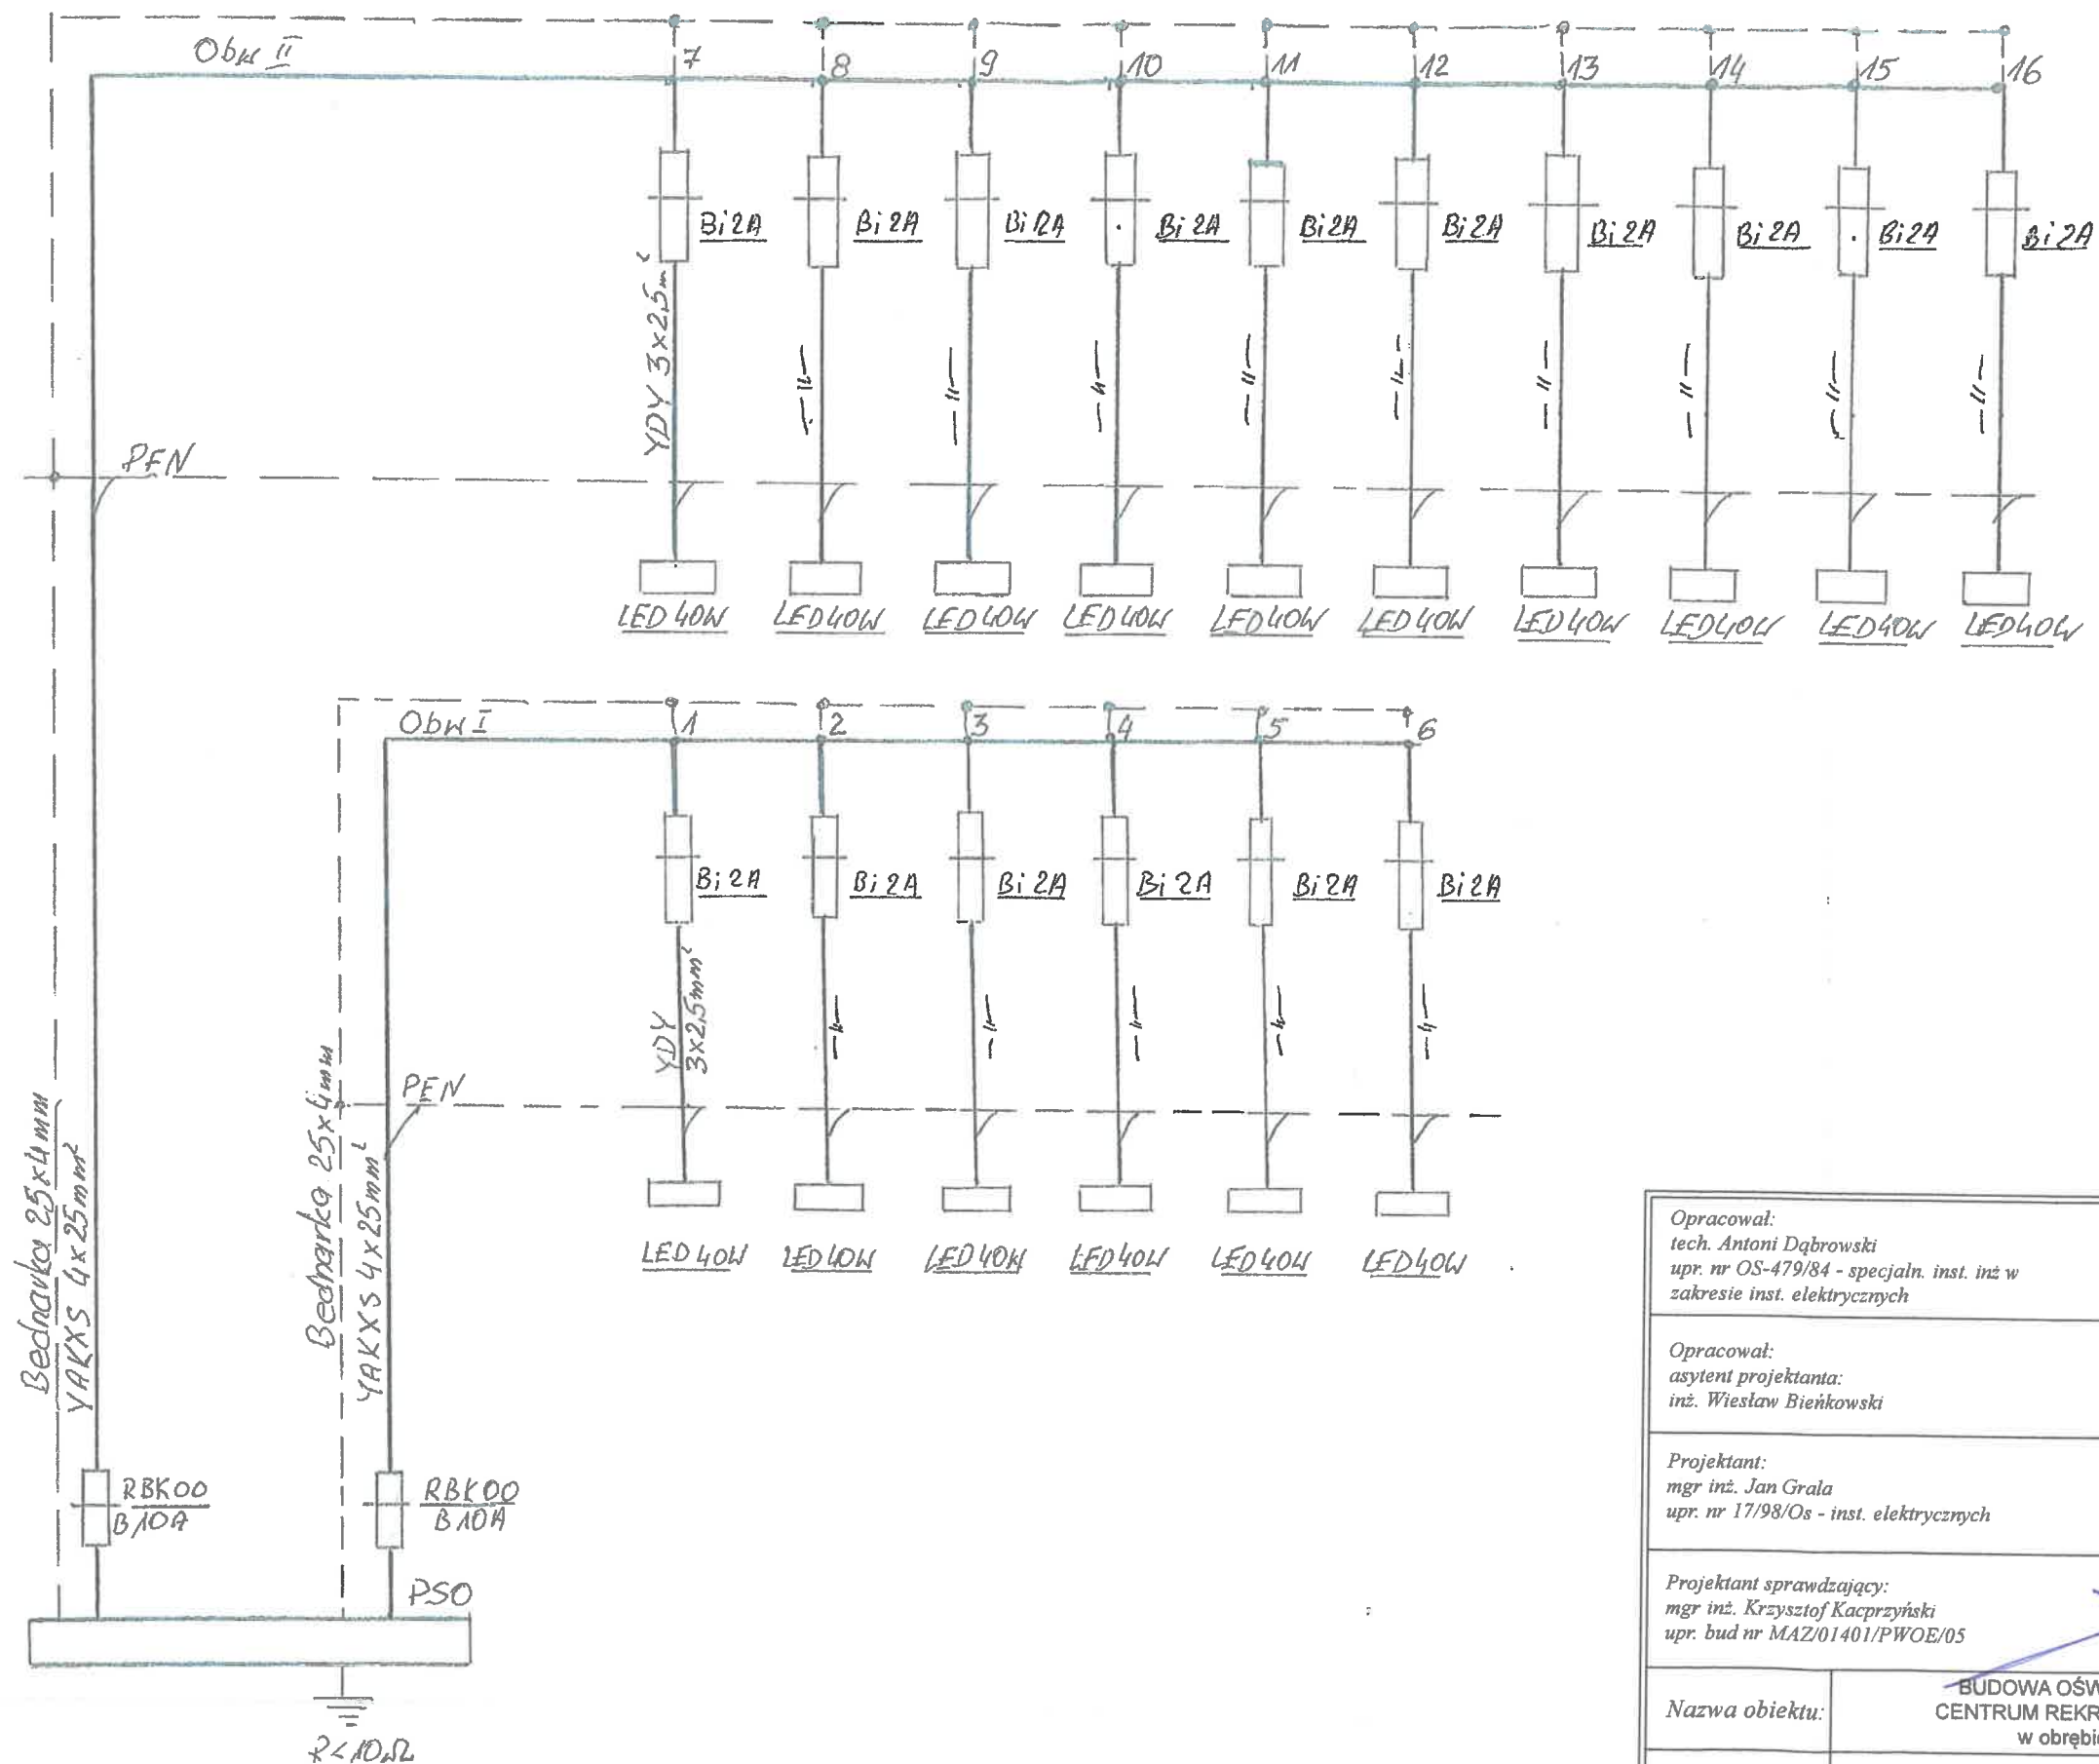 Obw II
7 8 9 10 11 12 13 14 15 16
Bi 2A Bi 2A Bi 2A Bi 2A Bi 2A Bi 2A Bi 2A Bi 2A Bi 2A Bi 2A
YDY 3x2,5m²
—"— —"— —"— —"— —"— —"— —"— —"— —"—
PEN
LED 40W LED 40W LED 40W LED 40W LED 40W LED 40W LED 40W LED 40W LED 40W LED 40W
Obw I
1 2 3 4 5 6
Bi 2A Bi 2A Bi 2A Bi 2A Bi 2A Bi 2A
YDY
3x2,5mm²
—"— —"— —"— —"— —"—
PEN
LED 40W LED 40W LED 40W LED 40W LED 40W LED 40W
Bednarka 25x4mm
YAKXS 4x25mm²
Bednarka 25x4mm
YAKXS 4x25mm²
RBK00
B10A
RBK00
B10A
PSO
R<10Ω
Opracował:
tech. Antoni Dąbrowski
upr. nr OS-479/84 - specjaln. inst. inż w
zakresie inst. elektrycznych
Opracował:
asytent projektanta:
inż. Wiesław Bieńkowski
Projektant:
mgr inż. Jan Grala
upr. nr 17/98/Os - inst. elektrycznych
Projektant sprawdzający:
mgr inż. Krzysztof Kacprzyński
upr. bud nr MAZ/01401/PWOE/05
Nazwa obiektu:
BUDOWA OŚW
CENTRUM REKR
w obrębi